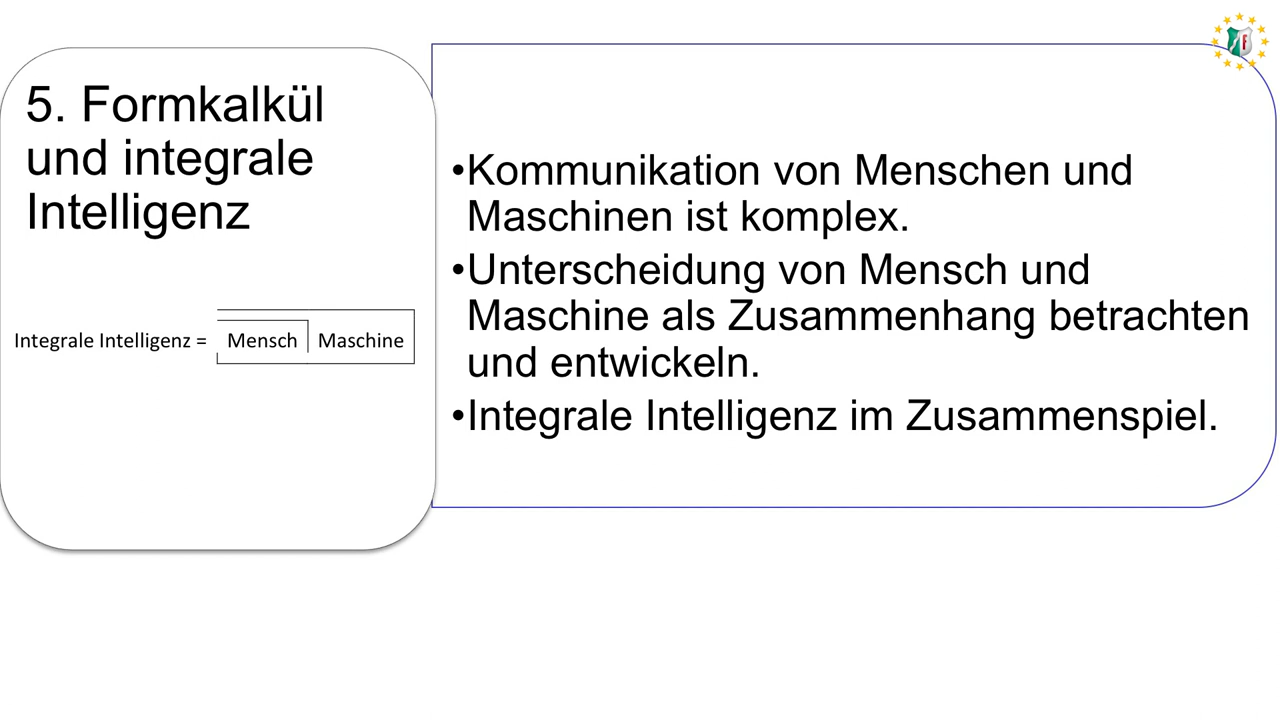 5. Formkalkül
und integrale
Intelligenz
Integrale Intelligenz = Mensch Maschine
•Kommunikation von Menschen und
Maschinen ist komplex.
•Unterscheidung von Mensch und
Maschine als Zusammenhang betrachten
und entwickeln.
•Integrale Intelligenz im Zusammenspiel.
F